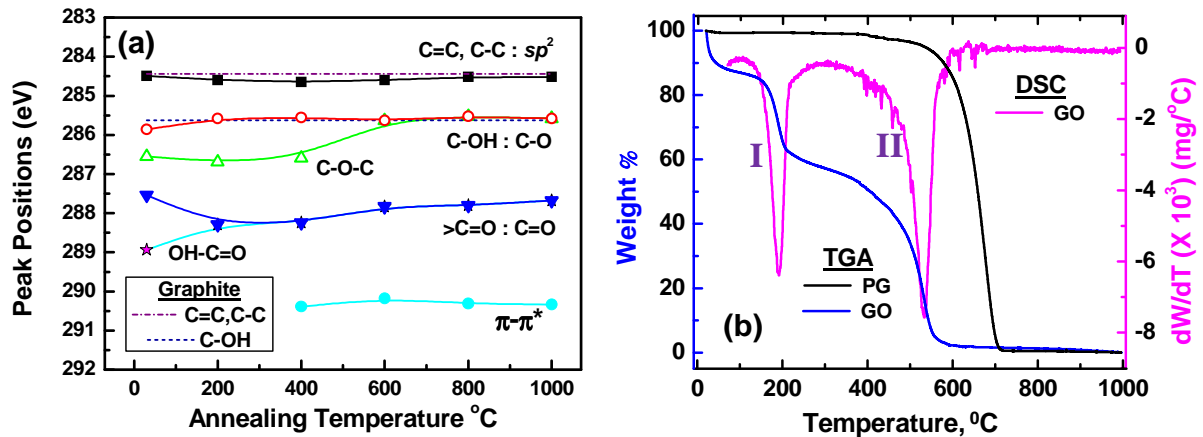 (a)
283
284
285
286
287
288
289
290
291
292
Peak Positions (eV)
C=C, C-C : sp²
C-OH : C-O
C-O-C
>C=O : C=O
OH-C=O
π-π*
Graphite
C=C,C-C
C-OH
0 200 400 600 800 1000
Annealing Temperature °C
(b)
100
80
60
40
20
0
Weight %
I
II
DSC
GO
TGA
PG
GO
0
-2
-4
-6
-8
dW/dT (X 10³) (mg/°C)
0 200 400 600 800 1000
Temperature, ⁰C